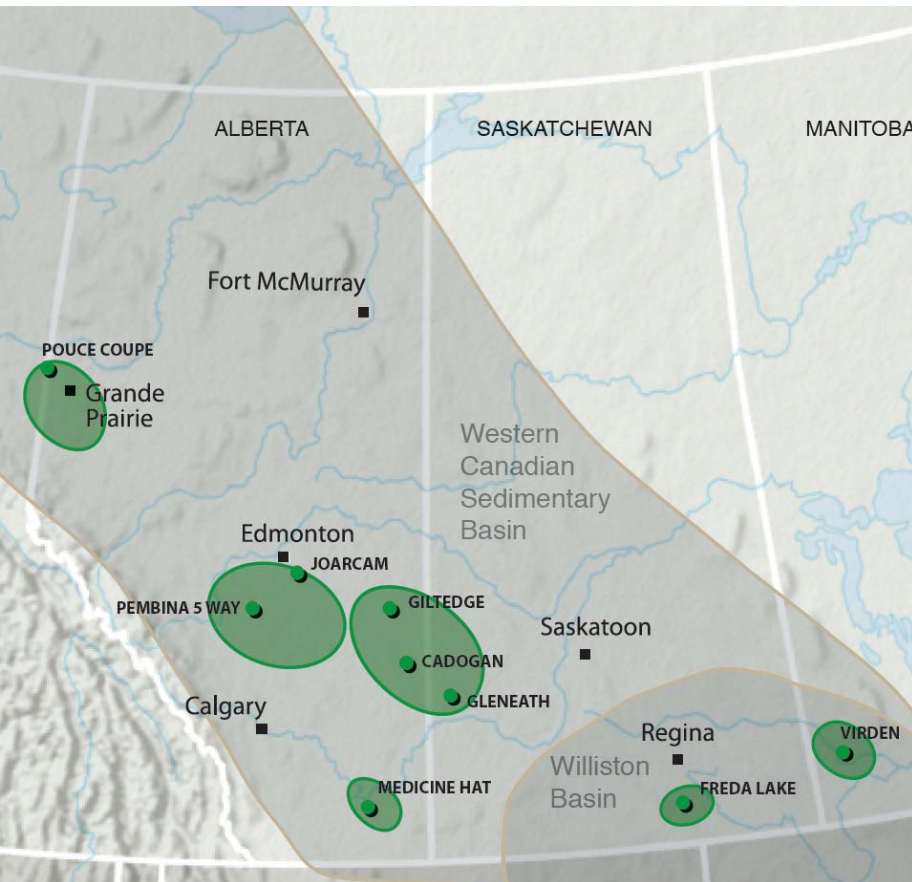 ALBERTA
SASKATCHEWAN
MANITOBA
Fort McMurray
POUCE COUPE
Grande
Prairie
Western
Canadian
Sedimentary
Basin
Edmonton
JOARCAM
PEMBINA 5 WAY
GILTEDGE
Saskatoon
CADOGAN
GLENEATH
Calgary
Regina
VIRDEN
Williston
Basin
MEDICINE HAT
FREDA LAKE